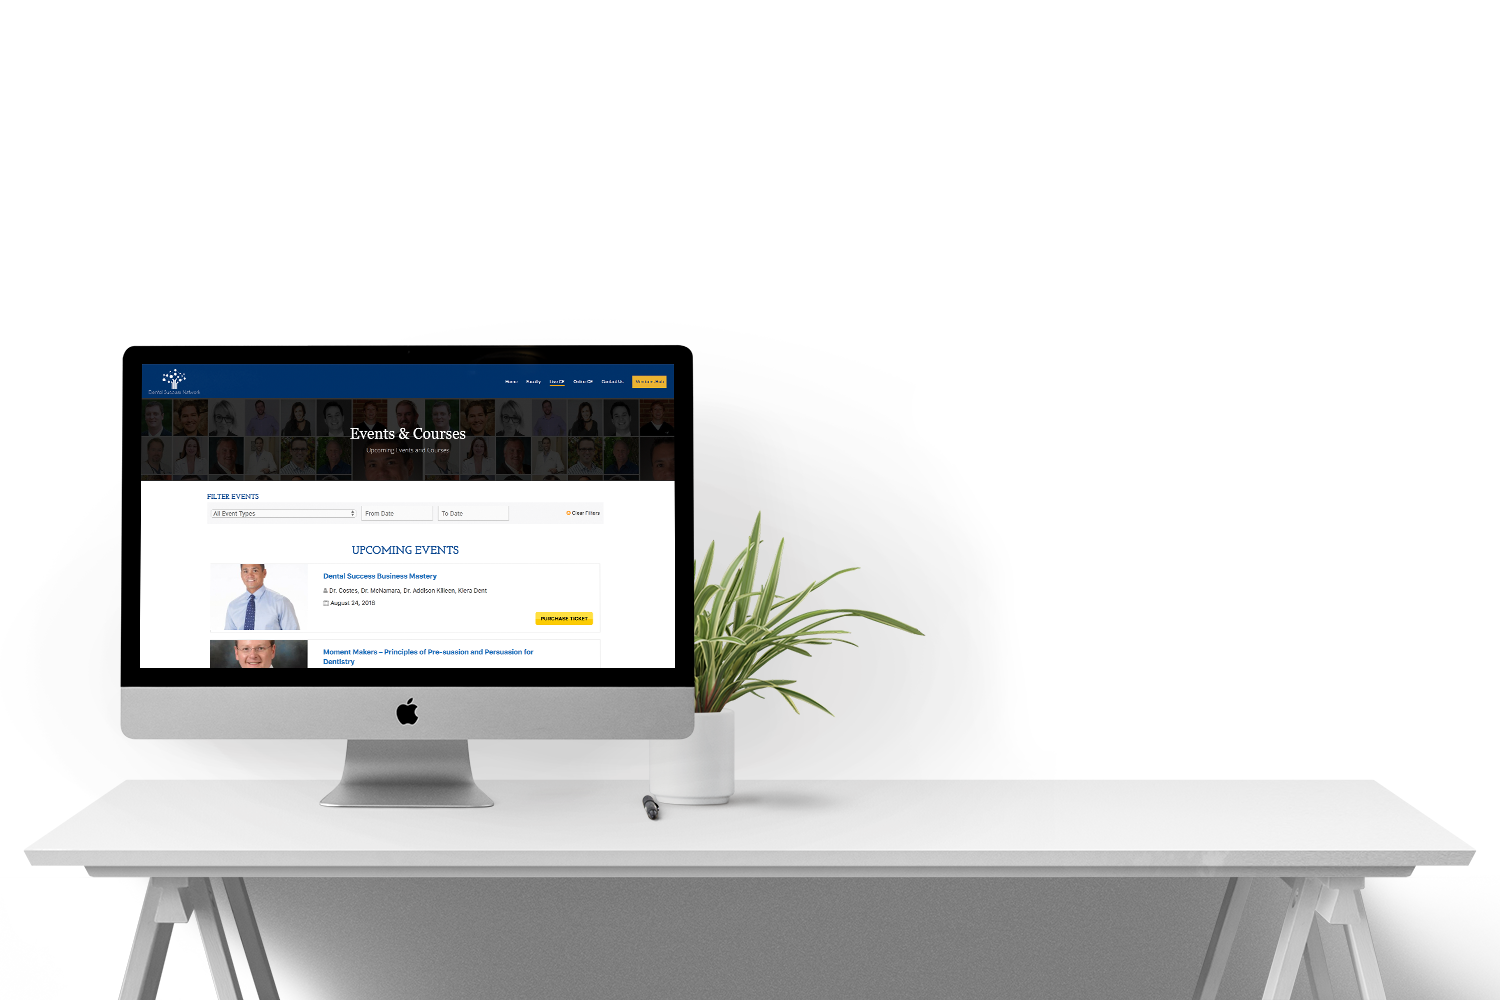 Dental Success Network
Home Faculty Live CE Online CE Contact Us
Events & Courses
Upcoming Events and Courses
FILTER EVENTS
All Event Types From Date To Date Clear Filters
UPCOMING EVENTS
Dental Success Business Mastery
Dr. Costes, Dr. McNamara, Dr. Addison Killeen, Kiera Dent
August 24, 2018
PURCHASE TICKET
Moment Makers – Principles of Pre-suasion and Persuasion for
Dentistry